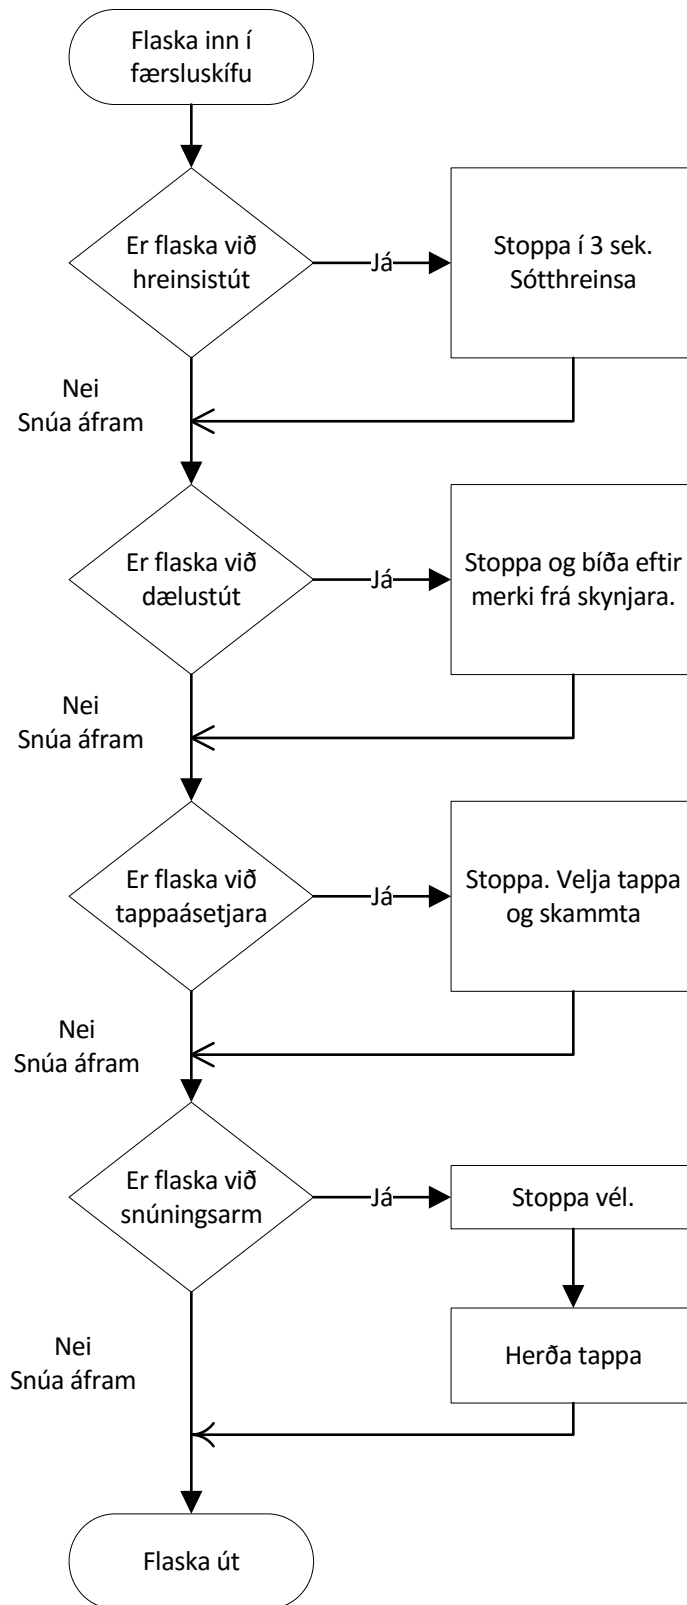 Flaska inn í
færsluskífu
Er flaska við
hreinsistút
Já
Stoppa í 3 sek.
Sótthreinsa
Nei
Snúa áfram
Er flaska við
dælustút
Já
Stoppa og bíða eftir
merki frá skynjara.
Nei
Snúa áfram
Er flaska við
tappaásetjara
Já
Stoppa. Velja tappa
og skammta
Nei
Snúa áfram
Er flaska við
snúningsarm
Já
Stoppa vél.
Herða tappa
Nei
Snúa áfram
Flaska út